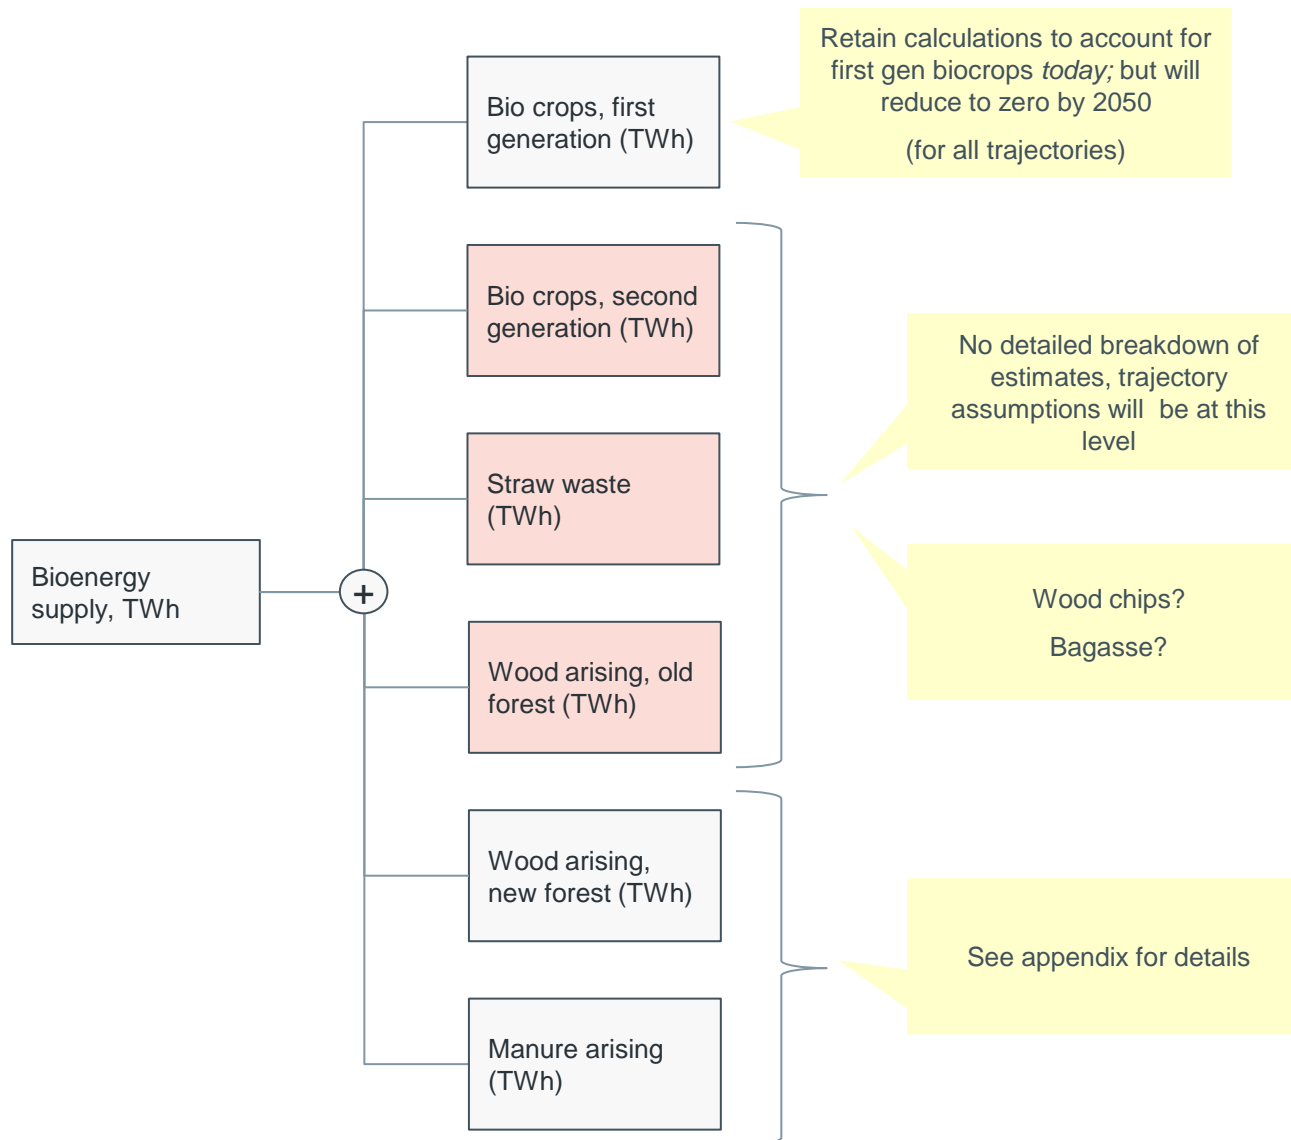 Retain calculations to account for
first gen biocrops today; but will
reduce to zero by 2050
(for all trajectories)
Bio crops, first
generation (TWh)
Bio crops, second
generation (TWh)
No detailed breakdown of
estimates, trajectory
assumptions will  be at this
level
Straw waste
(TWh)
Bioenergy
supply, TWh
+
Wood chips?
Bagasse?
Wood arising, old
forest (TWh)
Wood arising,
new forest (TWh)
See appendix for details
Manure arising
(TWh)